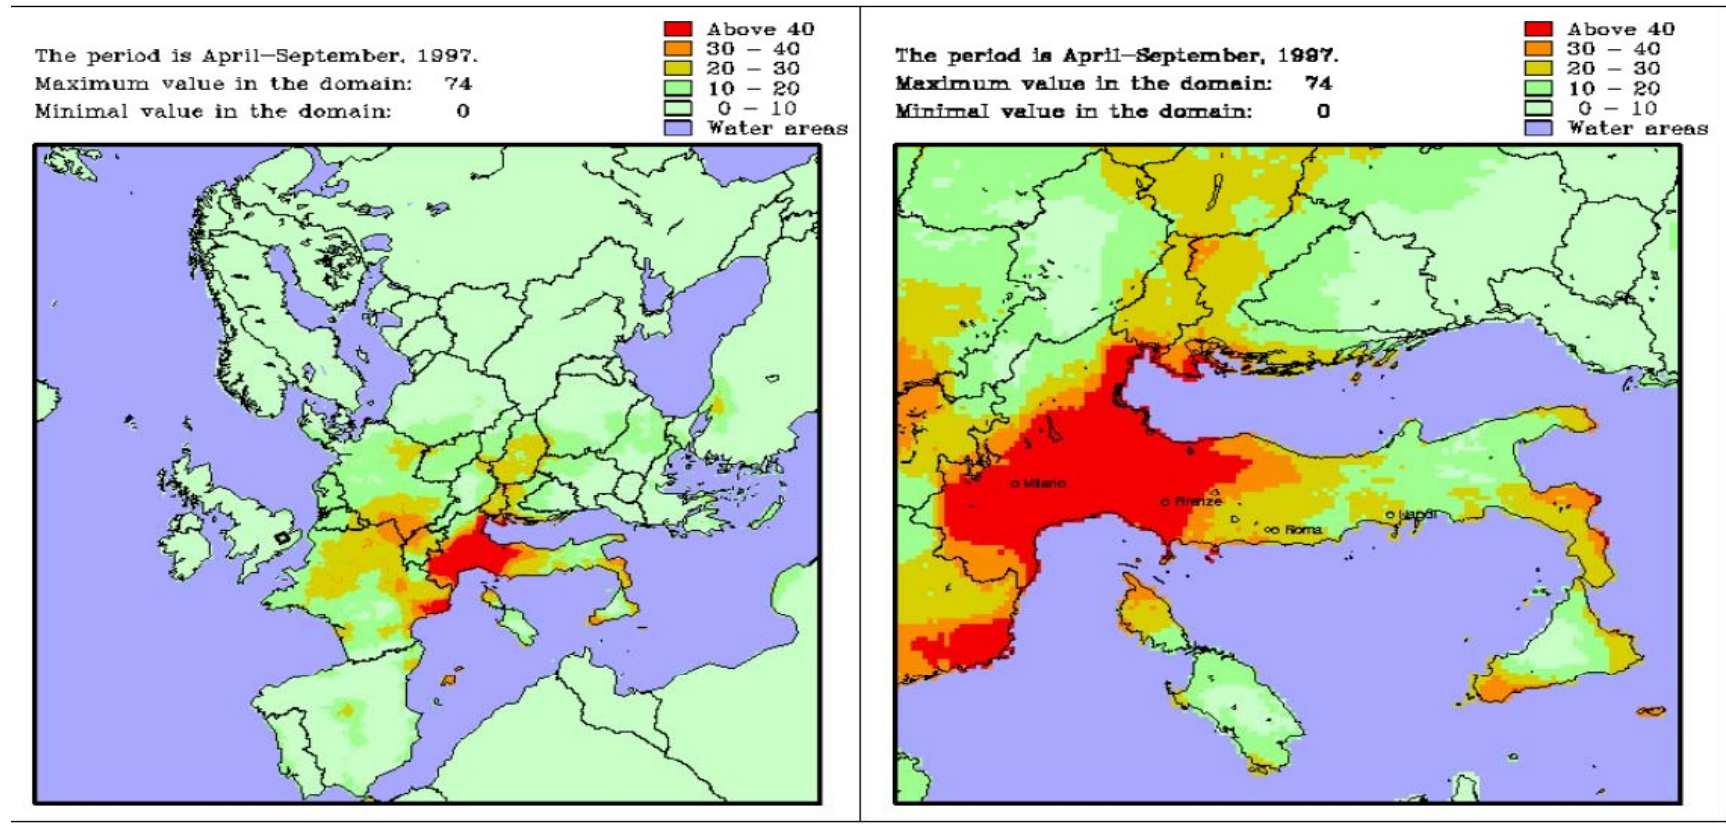 The period is April-September, 1997.
Maximum value in the domain: 74
Minimal value in the domain: 0
Above 40
30 - 40
20 - 30
10 - 20
0 - 10
Water areas
The period is April-September, 1997.
Maximum value in the domain: 74
Minimal value in the domain: 0
Above 40
30 - 40
20 - 30
10 - 20
0 - 10
Water areas
Milano
Firenze
Roma
Napoli